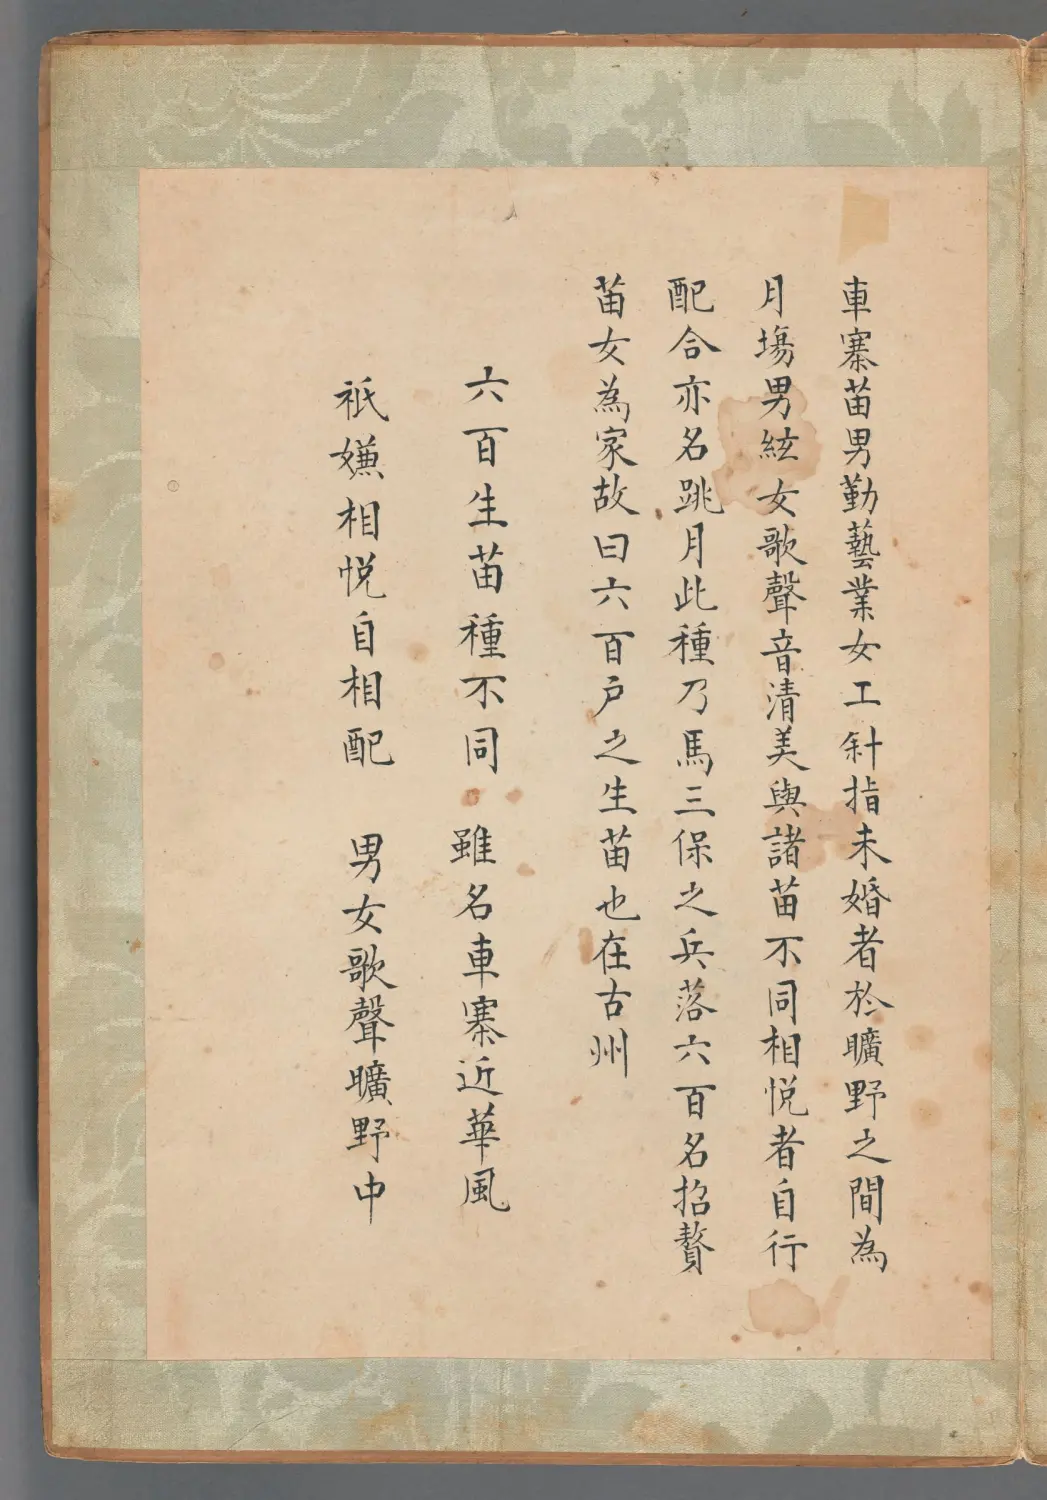 車寨苗男勤藝業女工針指未婚者於曠野之間為
月塲男絃女歌聲音清美與諸苗不同相悅者自行
配合亦名跳月此種乃馬三保之兵落六百名招贅
苗女為家故曰六百户之生苗也在古州
六百生苗種不同 雖名車寨近華風
祇嫌相悅自相配 男女歌聲曠野中